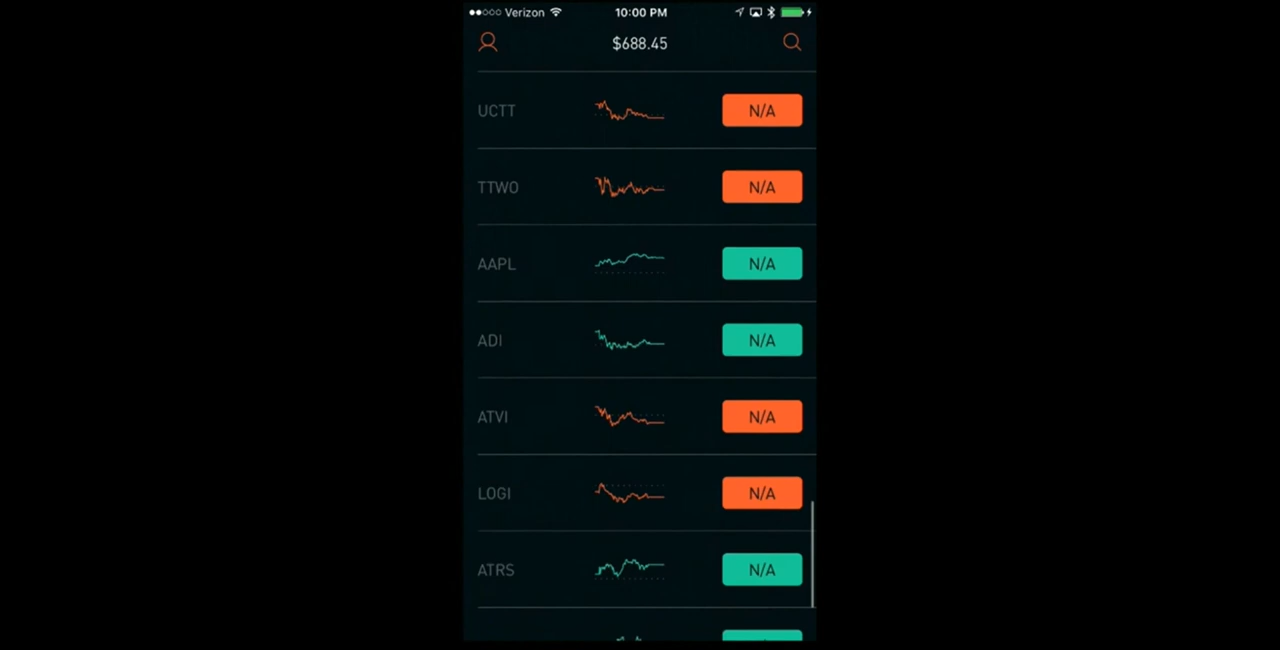 Verizon 10:00 PM
$688.45
UCTT N/A
TTWO N/A
AAPL N/A
ADI N/A
ATVI N/A
LOGI N/A
ATRS N/A